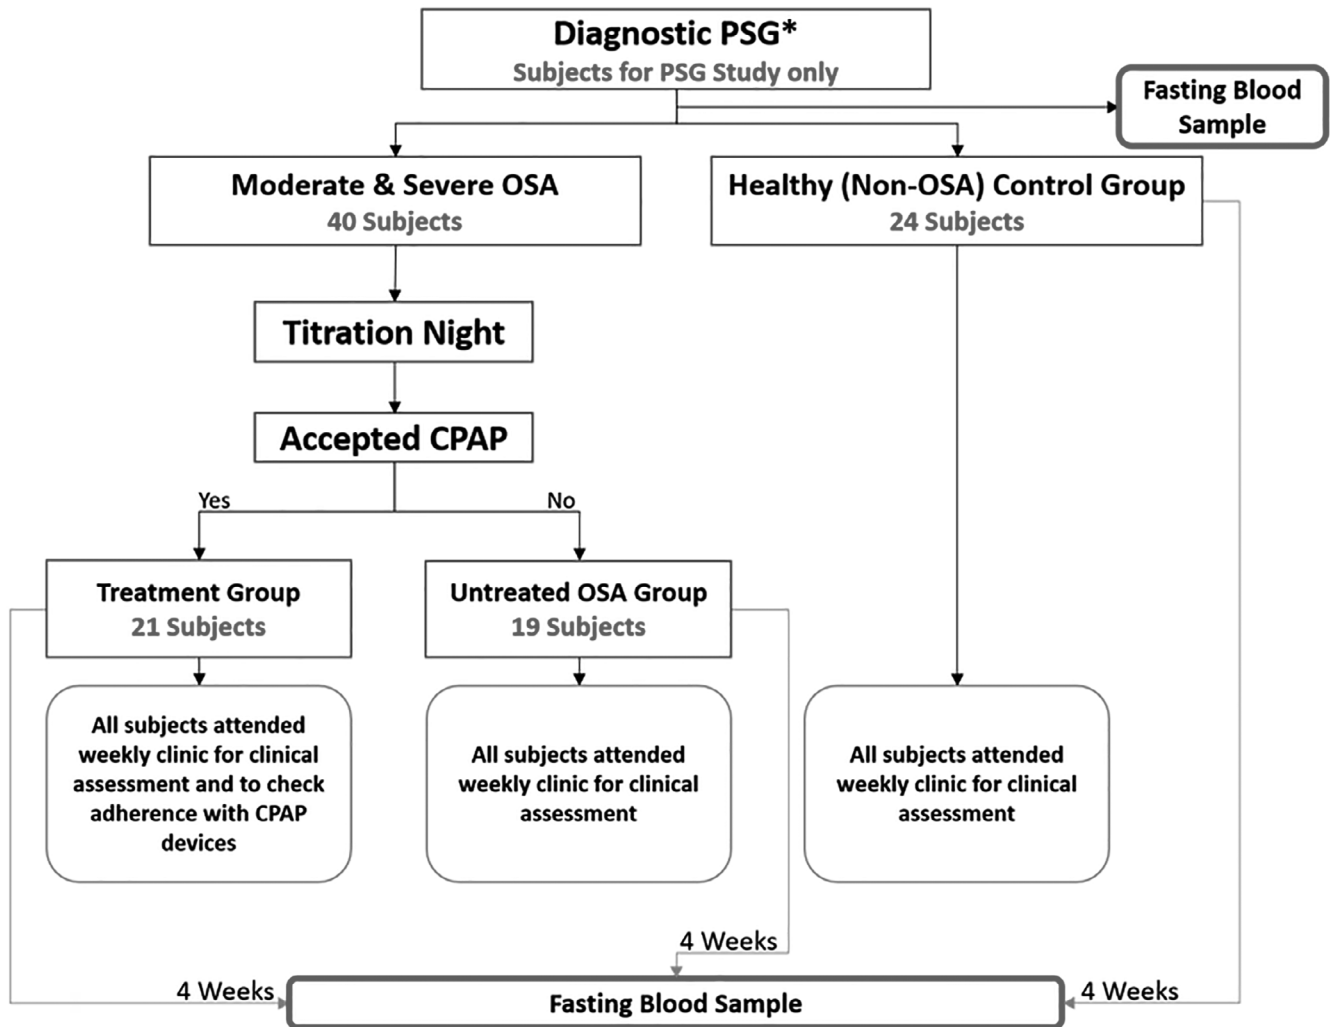 Diagnostic PSG*
Subjects for PSG Study only
Fasting Blood
Sample
Moderate & Severe OSA
40 Subjects
Healthy (Non-OSA) Control Group
24 Subjects
Titration Night
Accepted CPAP
Yes
No
Treatment Group
21 Subjects
Untreated OSA Group
19 Subjects
All subjects attended
weekly clinic for clinical
assessment and to check
adherence with CPAP
devices
All subjects attended
weekly clinic for clinical
assessment
All subjects attended
weekly clinic for clinical
assessment
4 Weeks
4 Weeks
Fasting Blood Sample
4 Weeks